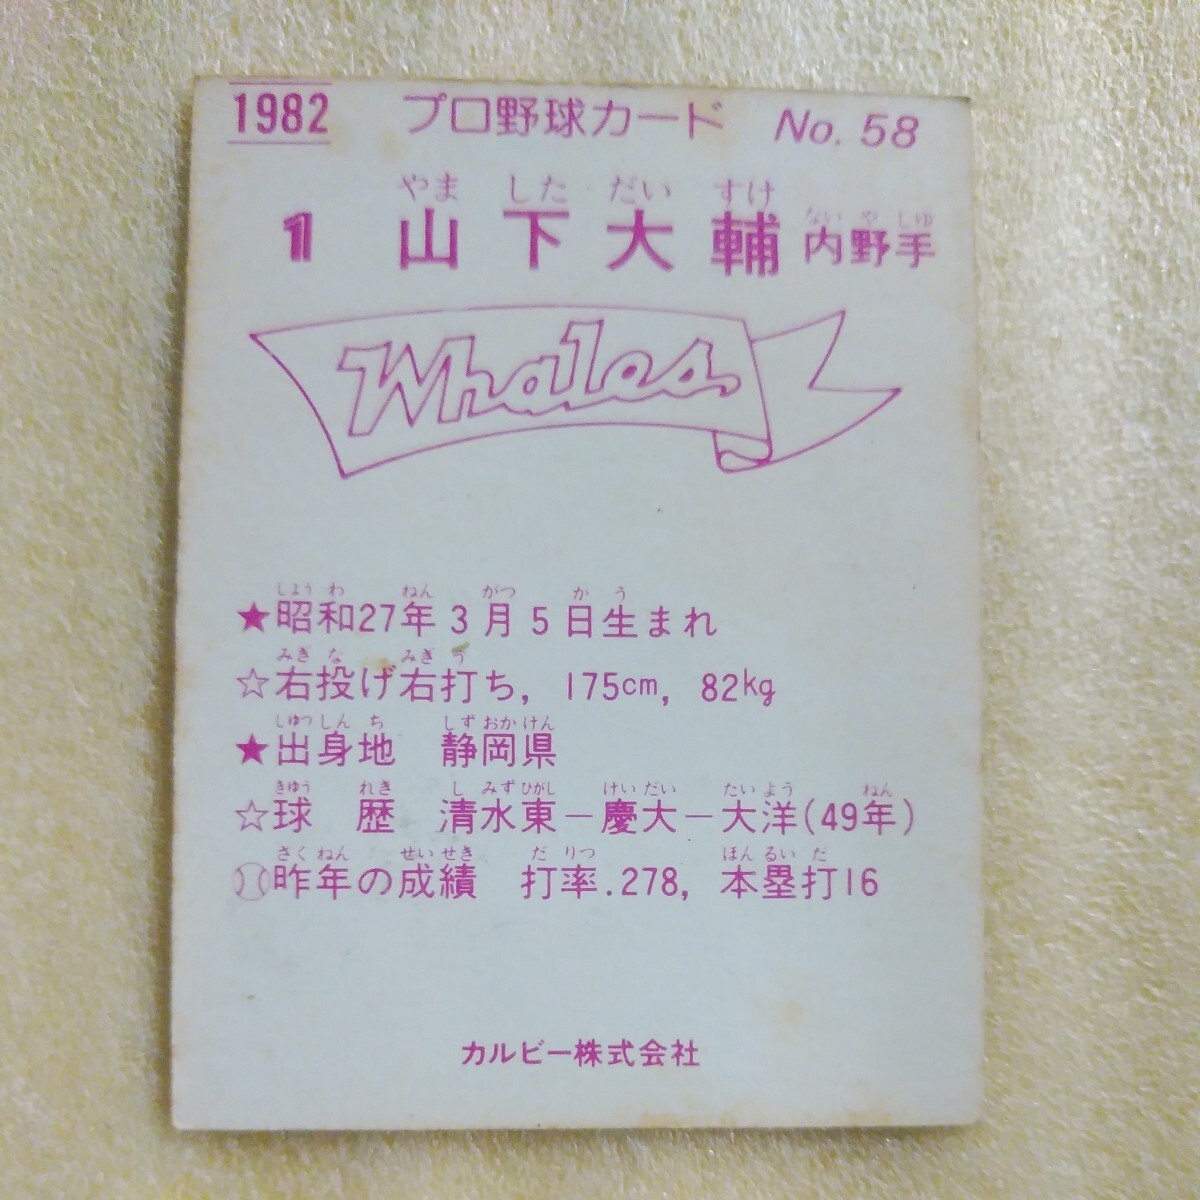 1982 プロ野球カード No. 58
やま した だい すけ ない や しゅ
1 山下大輔 内野手
Whales
しょう わ ねん がつ か う
★昭和27年3月5日生まれ
みぎ な みぎ う
☆右投げ右打ち, 175cm, 82kg
しゅつ しん ち しず おか けん
★出身地 静岡県
きゅう れき し みず ひがし けい だい たい よう ねん
☆球 歴 清水東－慶大－大洋(49年)
さく ねん せい せき だ りつ ほん るい だ
昨年の成績 打率.278, 本塁打16
カルビー株式会社